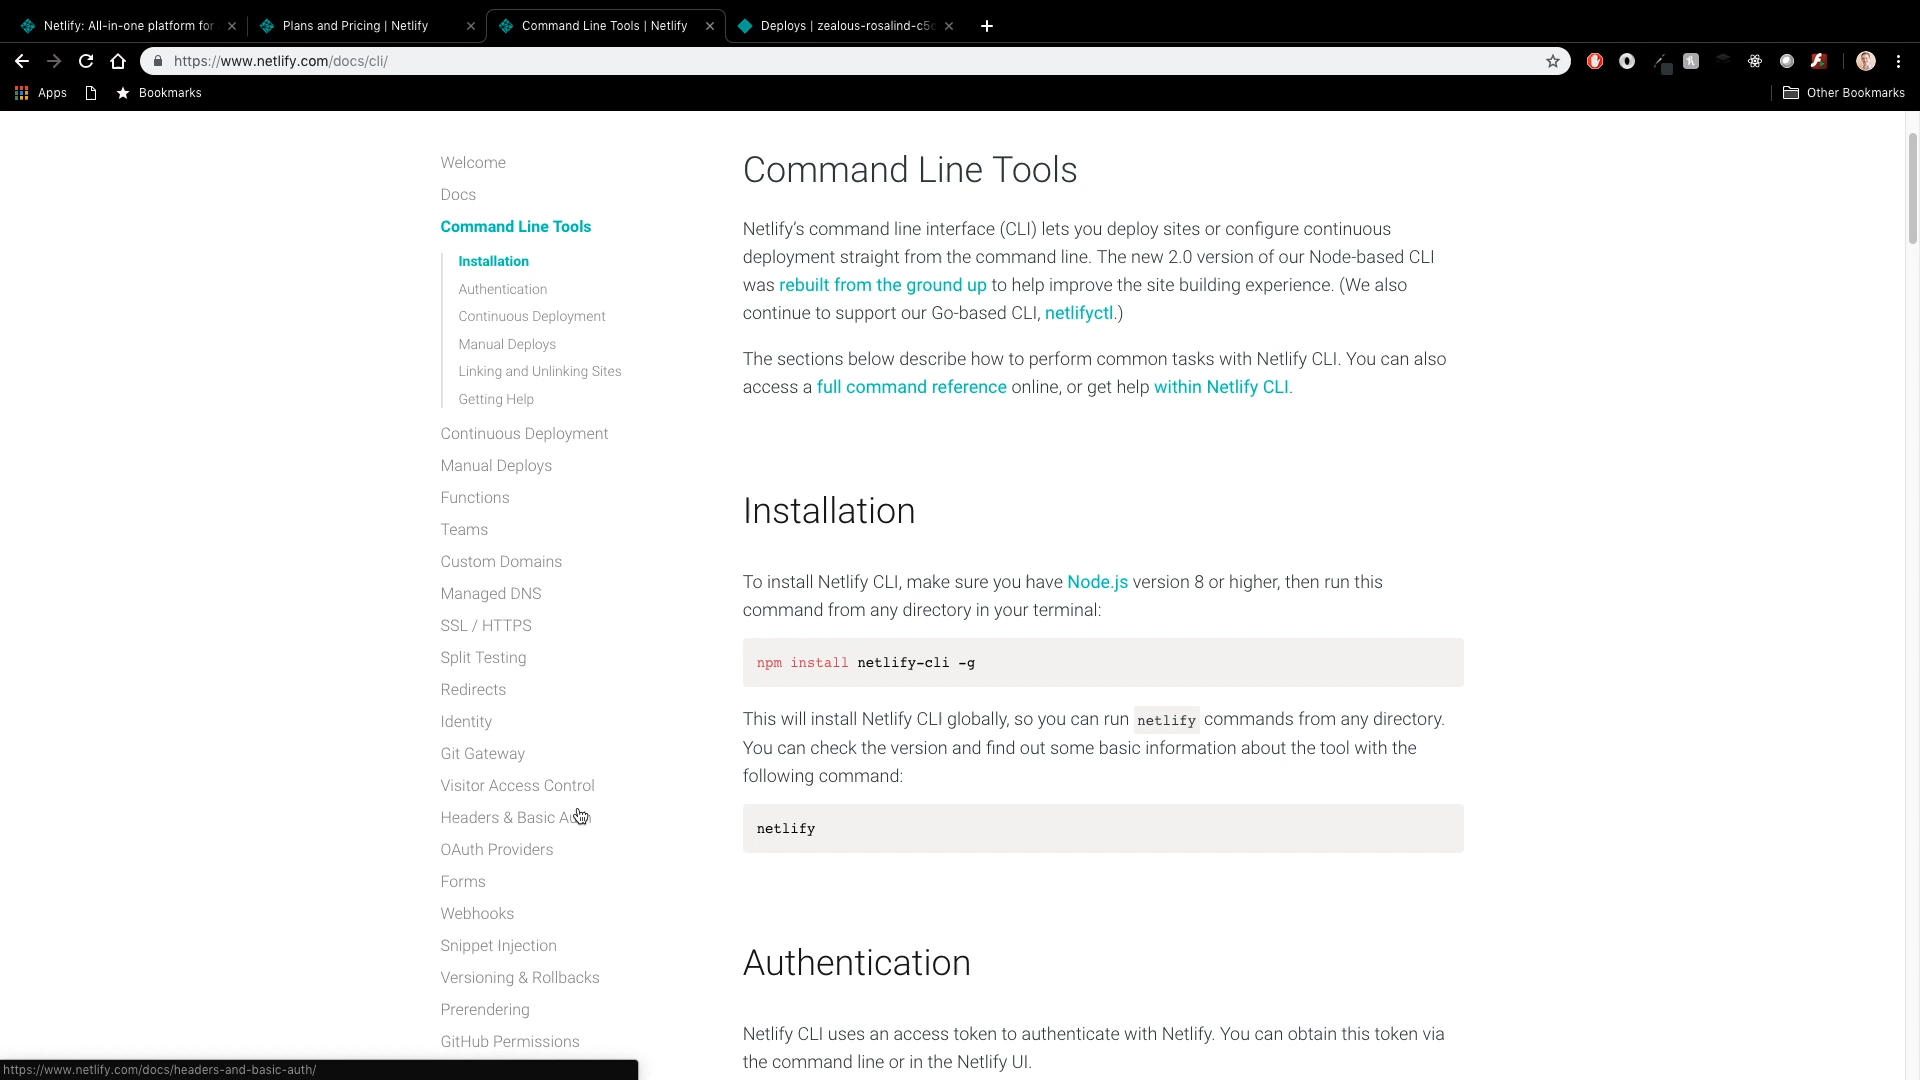 Netlify: All-in-one platform for
Plans and Pricing | Netlify
Command Line Tools | Netlify
Deploys | zealous-rosalind-c5
https://www.netlify.com/docs/cli/
Apps
Bookmarks
Other Bookmarks
Welcome
Docs
Command Line Tools
Installation
Authentication
Continuous Deployment
Manual Deploys
Linking and Unlinking Sites
Getting Help
Continuous Deployment
Manual Deploys
Functions
Teams
Custom Domains
Managed DNS
SSL / HTTPS
Split Testing
Redirects
Identity
Git Gateway
Visitor Access Control
Headers & Basic Auth
OAuth Providers
Forms
Webhooks
Snippet Injection
Versioning & Rollbacks
Prerendering
GitHub Permissions
Command Line Tools
Netlify’s command line interface (CLI) lets you deploy sites or configure continuous
deployment straight from the command line. The new 2.0 version of our Node-based CLI
was rebuilt from the ground up to help improve the site building experience. (We also
continue to support our Go-based CLI, netlifyctl.)
The sections below describe how to perform common tasks with Netlify CLI. You can also
access a full command reference online, or get help within Netlify CLI.
Installation
To install Netlify CLI, make sure you have Node.js version 8 or higher, then run this
command from any directory in your terminal:
npm install netlify-cli -g
This will install Netlify CLI globally, so you can run netlify commands from any directory.
You can check the version and find out some basic information about the tool with the
following command:
netlify
Authentication
Netlify CLI uses an access token to authenticate with Netlify. You can obtain this token via
the command line or in the Netlify UI.
https://www.netlify.com/docs/headers-and-basic-auth/